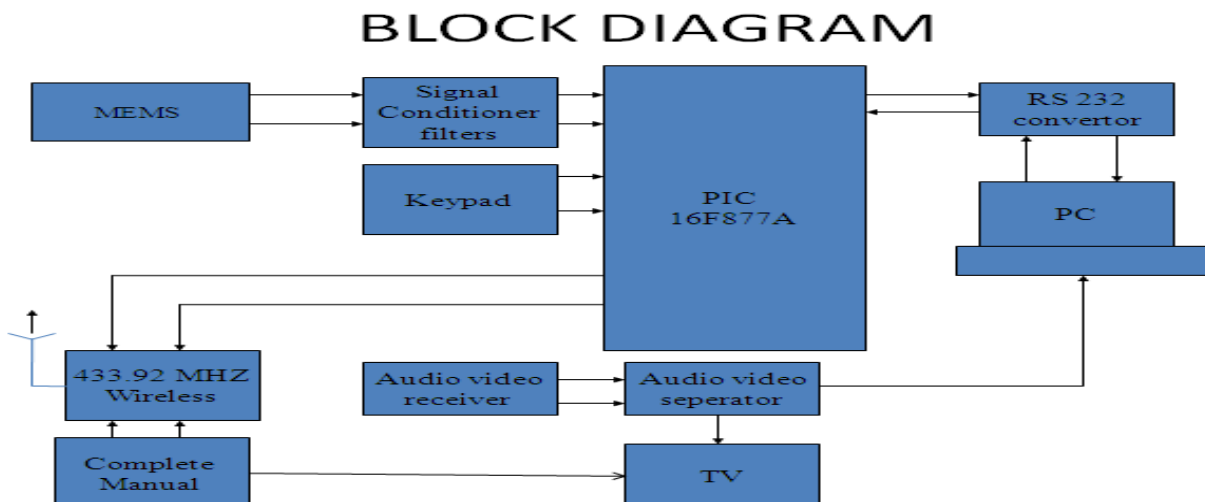 BLOCK DIAGRAM
MEMS
Signal
Conditioner
filters
Keypad
PIC
16F877A
RS 232
convertor
PC
433.92 MHZ
Wireless
Complete
Manual
Audio video
receiver
Audio video
seperator
TV